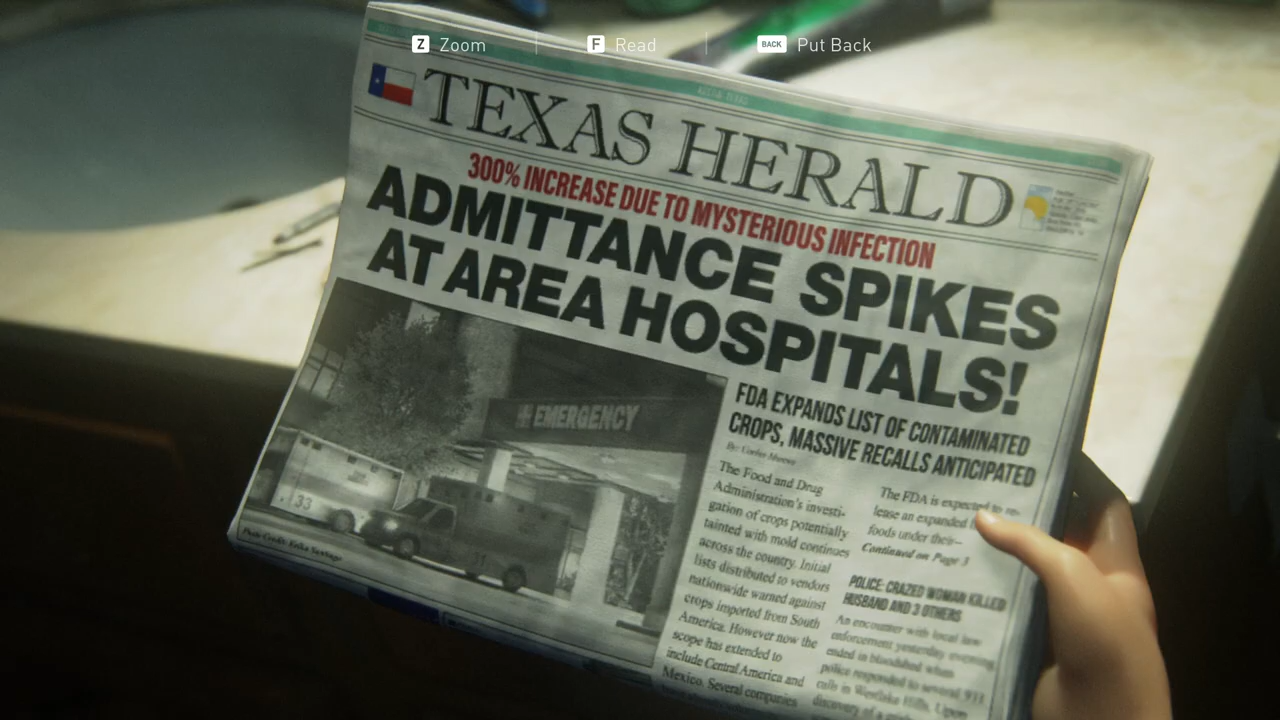 Z Zoom
F Read
BACK Put Back
TEXAS HERALD
300% INCREASE DUE TO MYSTERIOUS INFECTION
ADMITTANCE SPIKES
AT AREA HOSPITALS!
EMERGENCY
33
FDA EXPANDS LIST OF CONTAMINATED
CROPS, MASSIVE RECALLS ANTICIPATED
The Food and Drug
Administration's investi-
gation of crops potentially
tainted with mold continues
across the country. Initial
lists distributed to vendors
nationwide warned against
crops imported from South
America. However now the
scope has extended to
include Central America and
Mexico. Several companies
The FDA is expected to re-
lease an expanded
foods under their–
Continued on Page 3
POLICE: CRAZED WOMAN KILLED
HUSBAND AND 3 OTHERS
An encounter with local law
enforcement yesterday evening
ended in bloodshed when
police responded to several 911
calls in Westlake Hills. Upon
discovery of a